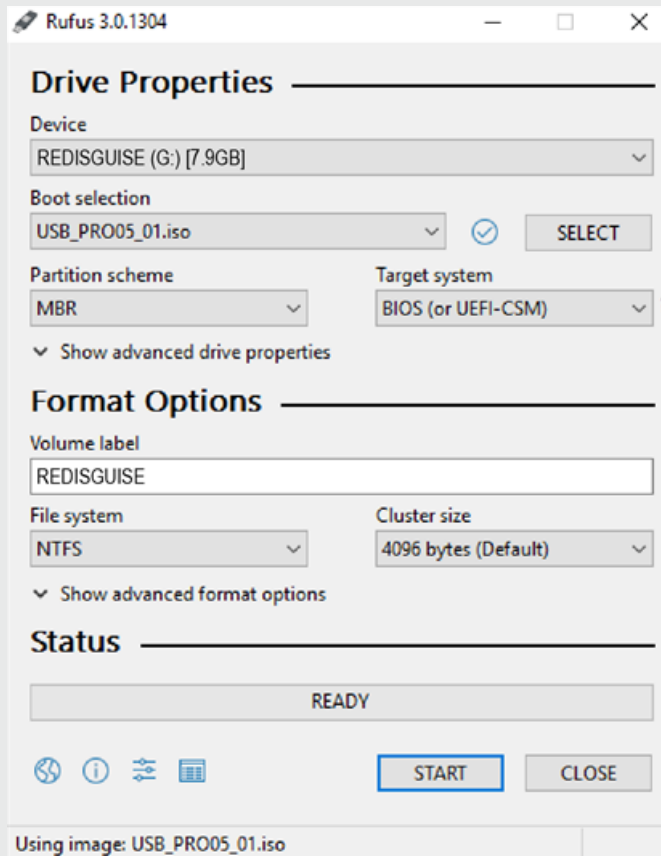 Rufus 3.0.1304
Drive Properties
Device
REDISGUISE (G:) [7.9GB]
Boot selection
USB_PRO05_01.iso
SELECT
Partition scheme
Target system
MBR
BIOS (or UEFI-CSM)
Show advanced drive properties
Format Options
Volume label
REDISGUISE
File system
Cluster size
NTFS
4096 bytes (Default)
Show advanced format options
Status
READY
START
CLOSE
Using image: USB_PRO05_01.iso